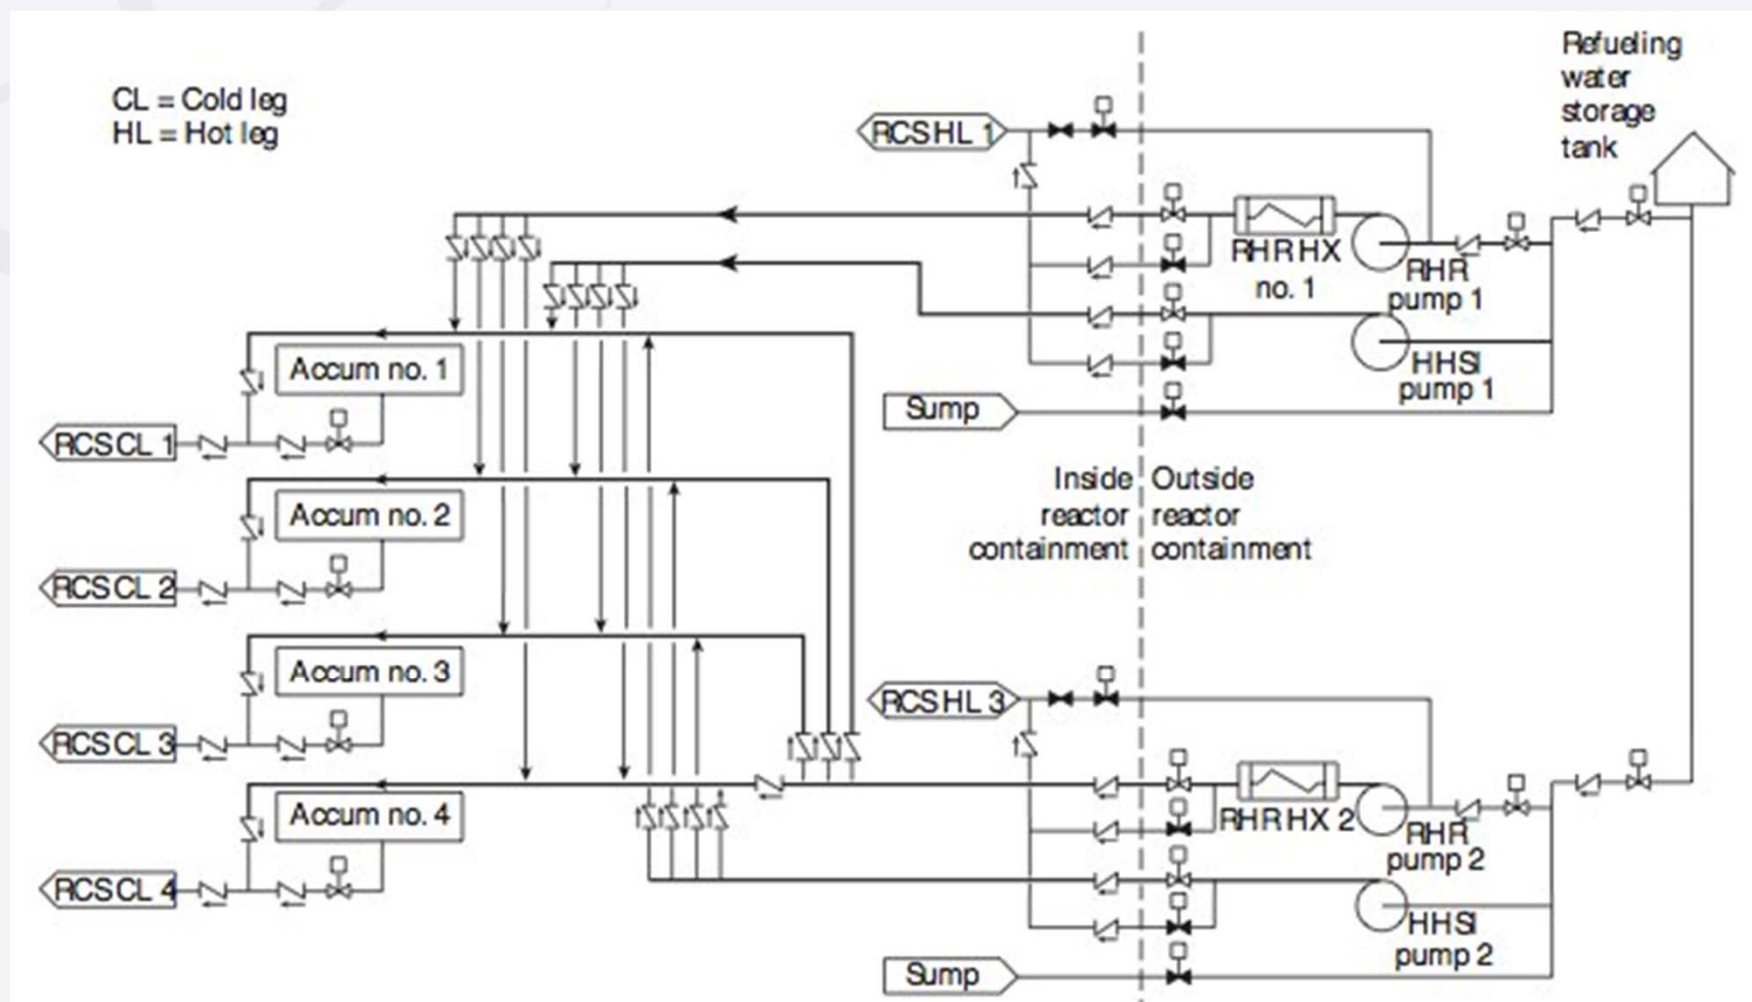 CL = Cold leg
HL = Hot leg
Refueling
water
storage
tank
RCS HL 1
RHR HX
no. 1
RHR
pump 1
HHSI
pump 1
Sump
Accum no. 1
RCS CL 1
Accum no. 2
RCS CL 2
Inside
reactor
containment
Outside
reactor
containment
Accum no. 3
RCS CL 3
RCS HL 3
RHR HX 2
RHR
pump 2
HHSI
pump 2
Accum no. 4
RCS CL 4
Sump